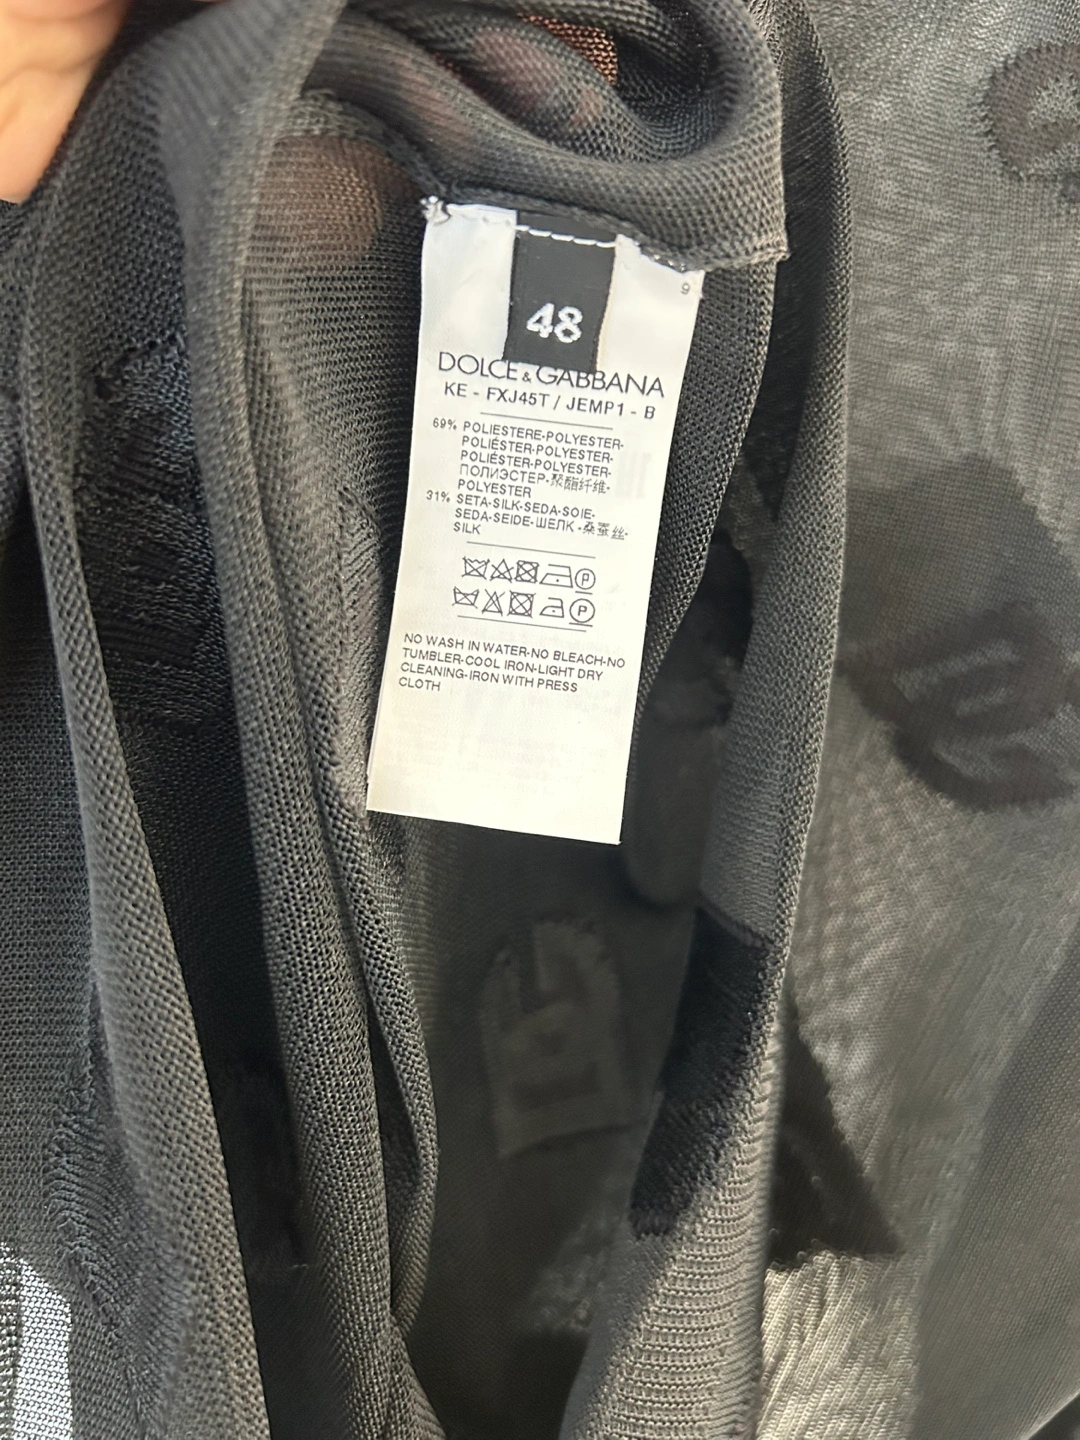 9
48
DOLCE & GABBANA
KE - FXJ45T / JEMP1 - B
69% POLIESTERE-POLYESTER-
POLIÉSTER-POLYESTER-
POLIÉSTER-POLYESTER-
ПОЛИЭСТЕР-聚酯纤维-
POLYESTER
31% SETA-SILK-SEDA-SOIE-
SEDA-SEIDE-ШЕЛК-桑蚕丝-
SILK
P
P
NO WASH IN WATER-NO BLEACH-NO
TUMBLER-COOL IRON-LIGHT DRY
CLEANING-IRON WITH PRESS
CLOTH